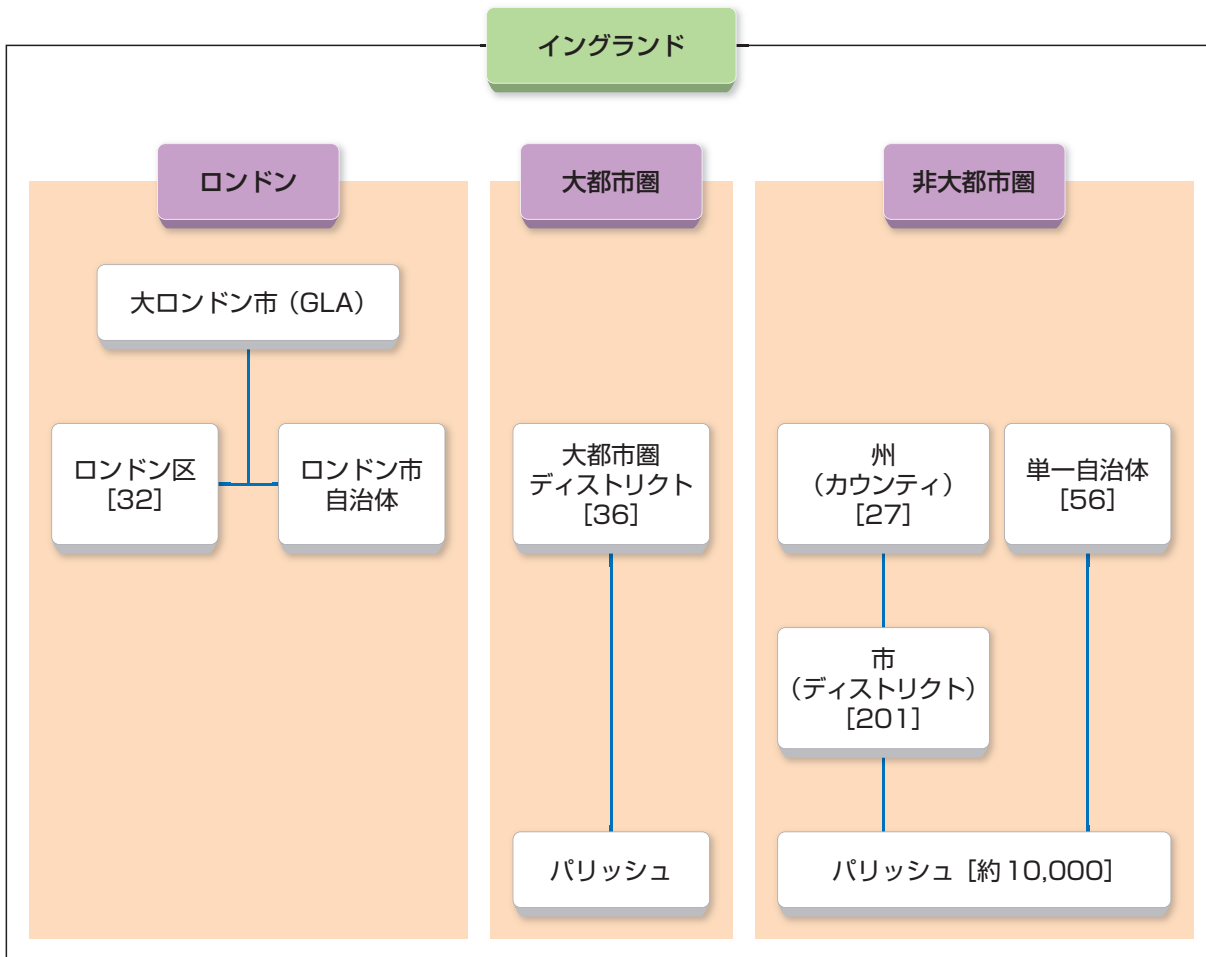 イングランド
ロンドン
大ロンドン市（GLA）
ロンドン区
[32]
ロンドン市
自治体
大都市圏
大都市圏
ディストリクト
[36]
パリッシュ
非大都市圏
州
（カウンティ）
[27]
市
（ディストリクト）
[201]
単一自治体
[56]
パリッシュ［約10,000］